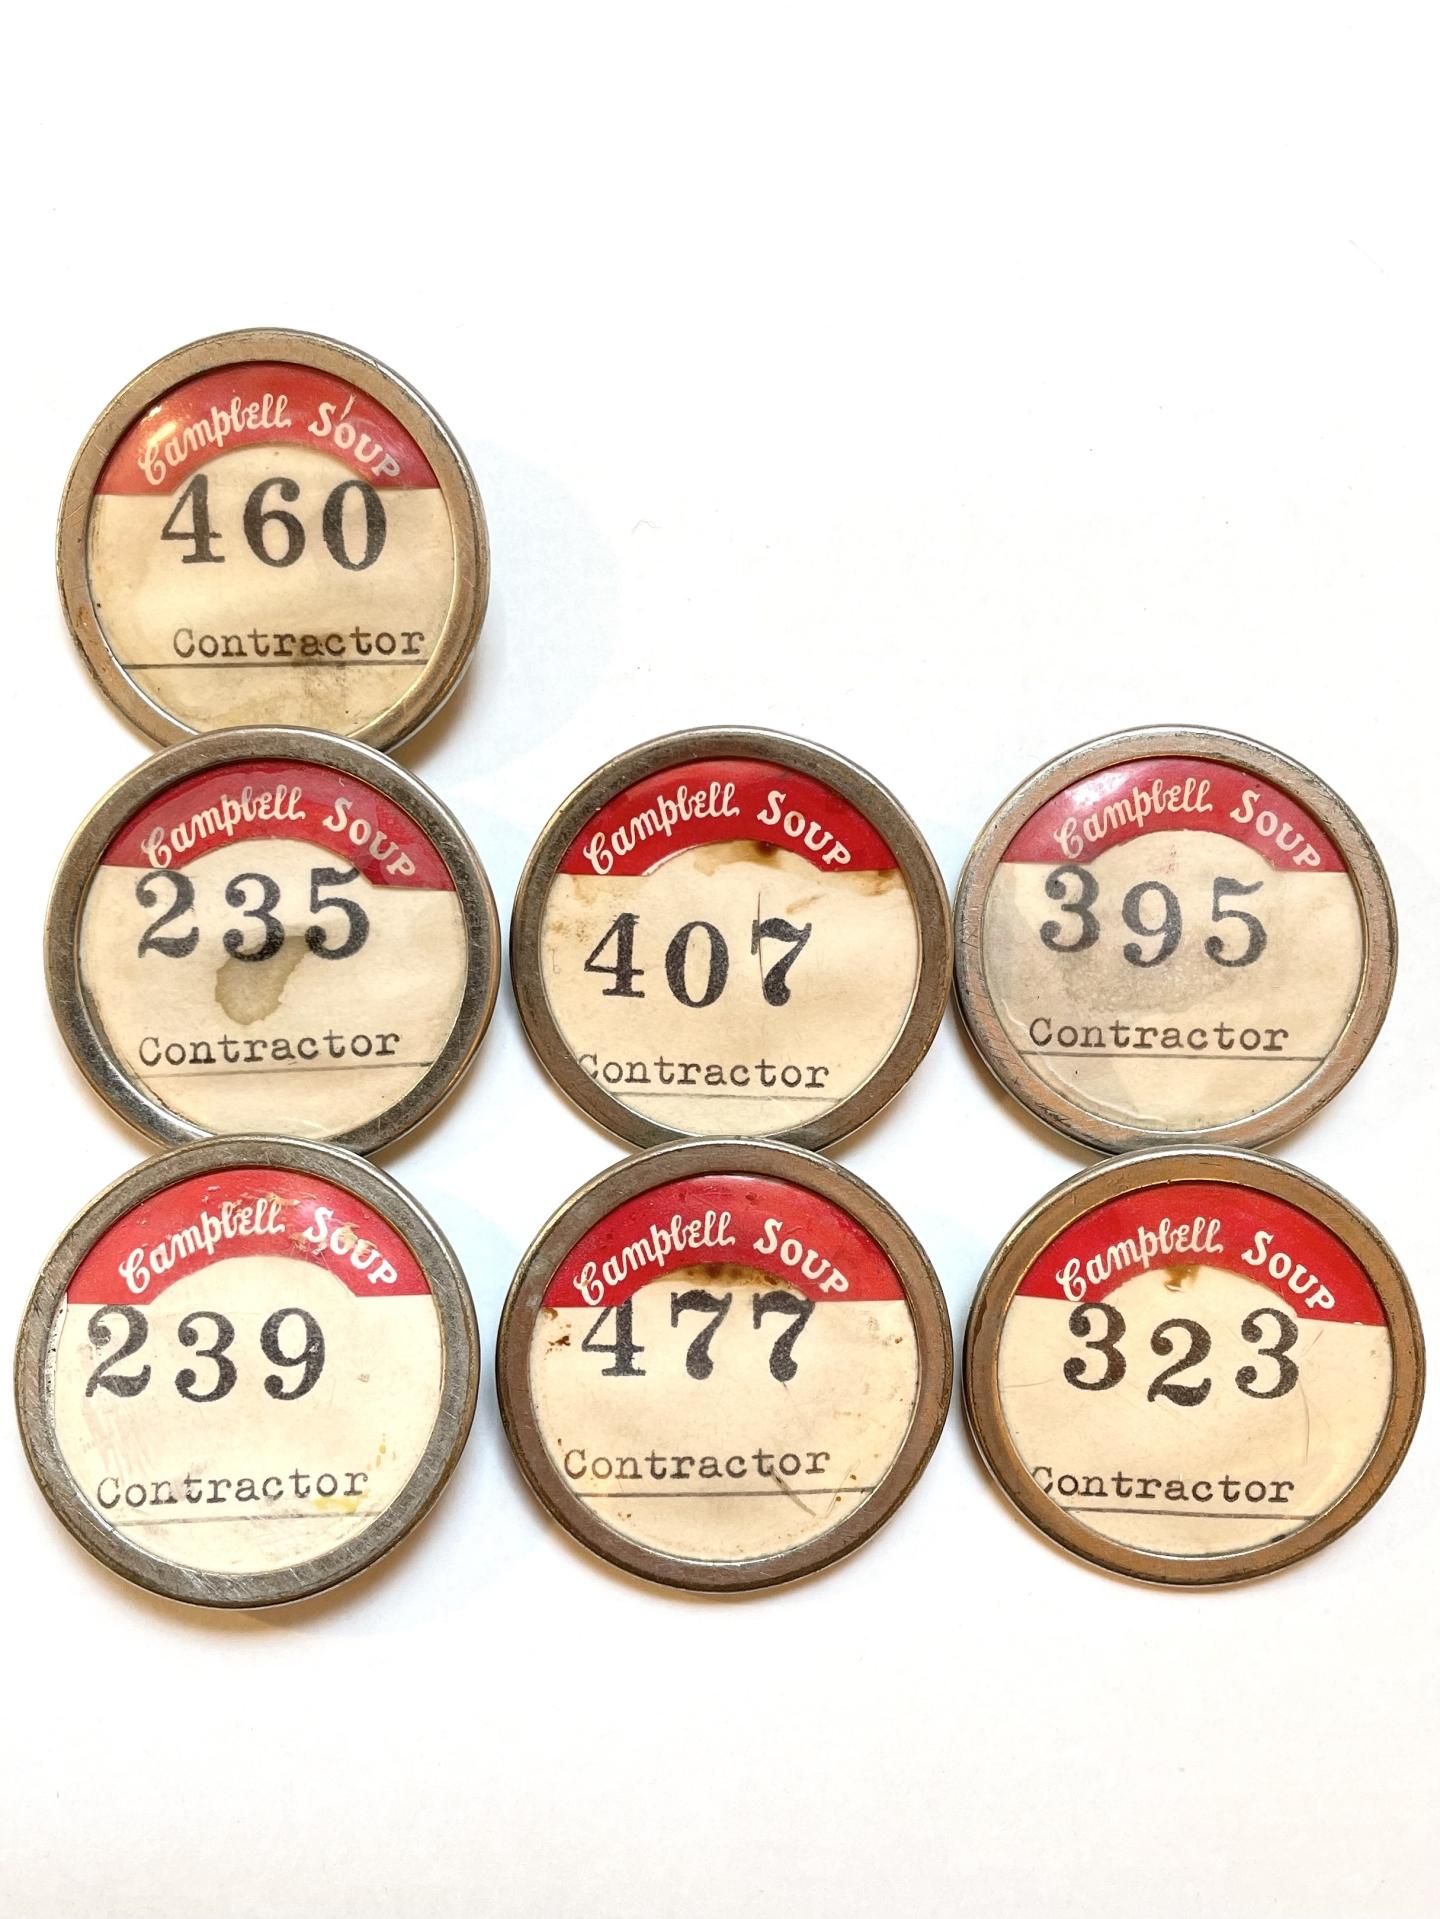 Campbell Soup
460
Contractor
Campbell Soup
235
Contractor
Campbell Soup
407
Contractor
Campbell Soup
395
Contractor
Campbell Soup
239
Contractor
Campbell Soup
477
Contractor
Campbell Soup
323
Contractor